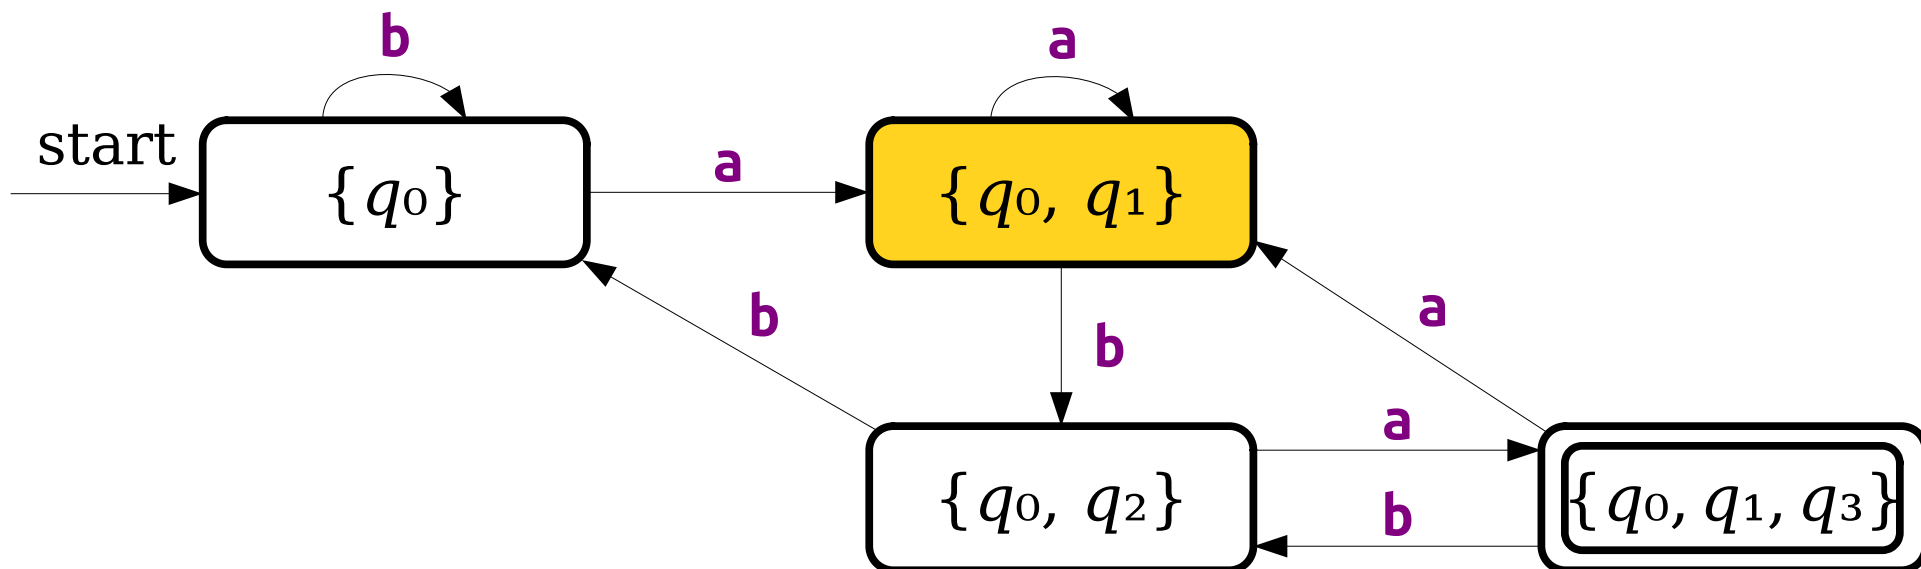 b
a
start
{q₀}
a
{q₀, q₁}
b
b
a
a
{q₀, q₂}
b
{q₀, q₁, q₃}